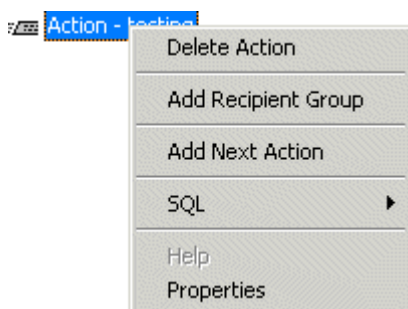 Action - testing
Delete Action
Add Recipient Group
Add Next Action
SQL
Help
Properties